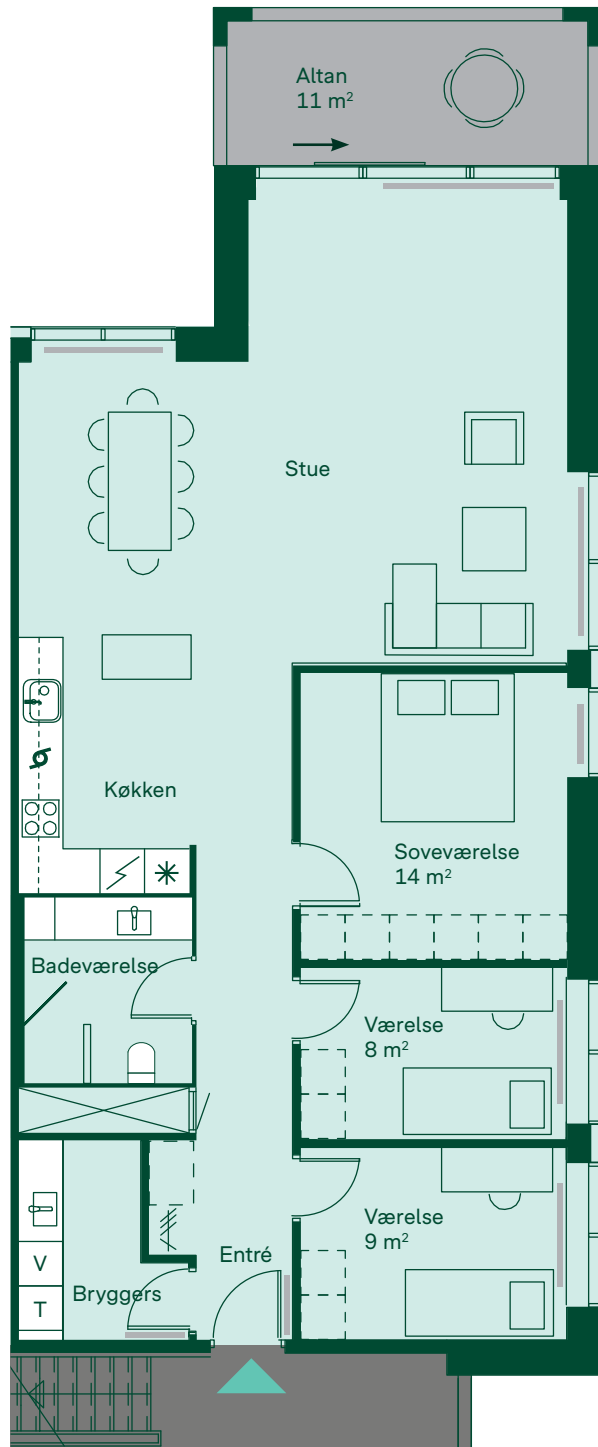 Altan
11 m²
Stue
Køkken
Soveværelse
14 m²
Badeværelse
Værelse
8 m²
Værelse
9 m²
Entré
V
Bryggers
T